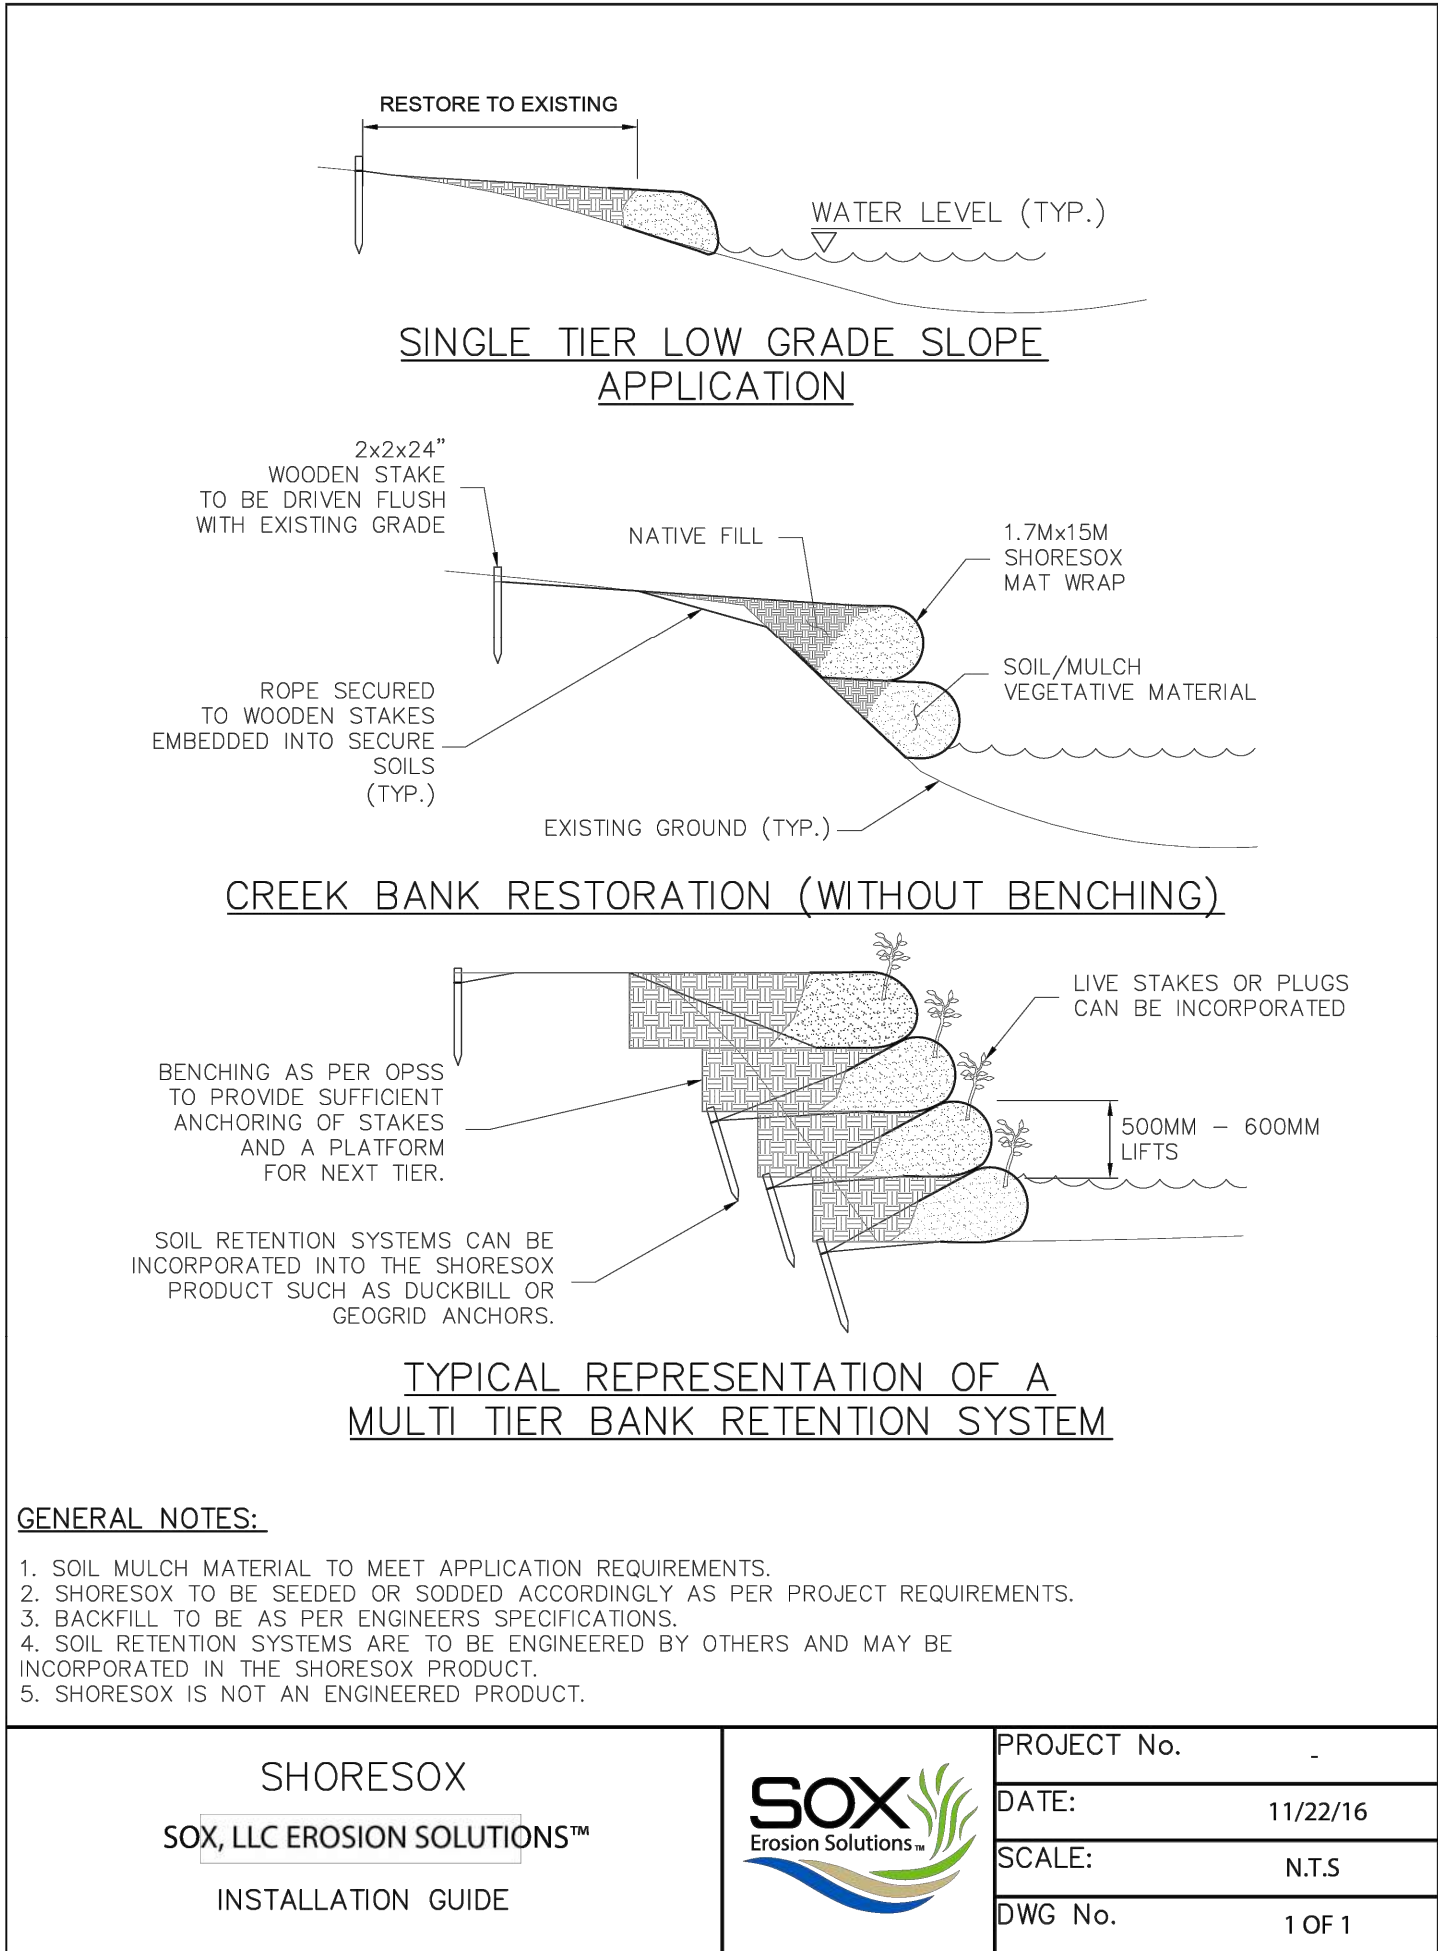 RESTORE TO EXISTING
WATER LEVEL (TYP.)
SINGLE TIER LOW GRADE SLOPE
APPLICATION
2x2x24”
WOODEN STAKE
TO BE DRIVEN FLUSH
WITH EXISTING GRADE
NATIVE FILL
1.7Mx15M
SHORESOX
MAT WRAP
SOIL/MULCH
VEGETATIVE MATERIAL
ROPE SECURED
TO WOODEN STAKES
EMBEDDED INTO SECURE
SOILS
(TYP.)
EXISTING GROUND (TYP.)
CREEK BANK RESTORATION (WITHOUT BENCHING)
LIVE STAKES OR PLUGS
CAN BE INCORPORATED
BENCHING AS PER OPSS
TO PROVIDE SUFFICIENT
ANCHORING OF STAKES
AND A PLATFORM
FOR NEXT TIER.
500MM – 600MM
LIFTS
SOIL RETENTION SYSTEMS CAN BE
INCORPORATED INTO THE SHORESOX
PRODUCT SUCH AS DUCKBILL OR
GEOGRID ANCHORS.
TYPICAL REPRESENTATION OF A
MULTI TIER BANK RETENTION SYSTEM
GENERAL NOTES:
1. SOIL MULCH MATERIAL TO MEET APPLICATION REQUIREMENTS.
2. SHORESOX TO BE SEEDED OR SODDED ACCORDINGLY AS PER PROJECT REQUIREMENTS.
3. BACKFILL TO BE AS PER ENGINEERS SPECIFICATIONS.
4. SOIL RETENTION SYSTEMS ARE TO BE ENGINEERED BY OTHERS AND MAY BE
INCORPORATED IN THE SHORESOX PRODUCT.
5. SHORESOX IS NOT AN ENGINEERED PRODUCT.
SHORESOX
SOX, LLC EROSION SOLUTIONS™
INSTALLATION GUIDE
SOX
Erosion Solutions™
PROJECT No. -
DATE: 11/22/16
SCALE: N.T.S
DWG No. 1 OF 1